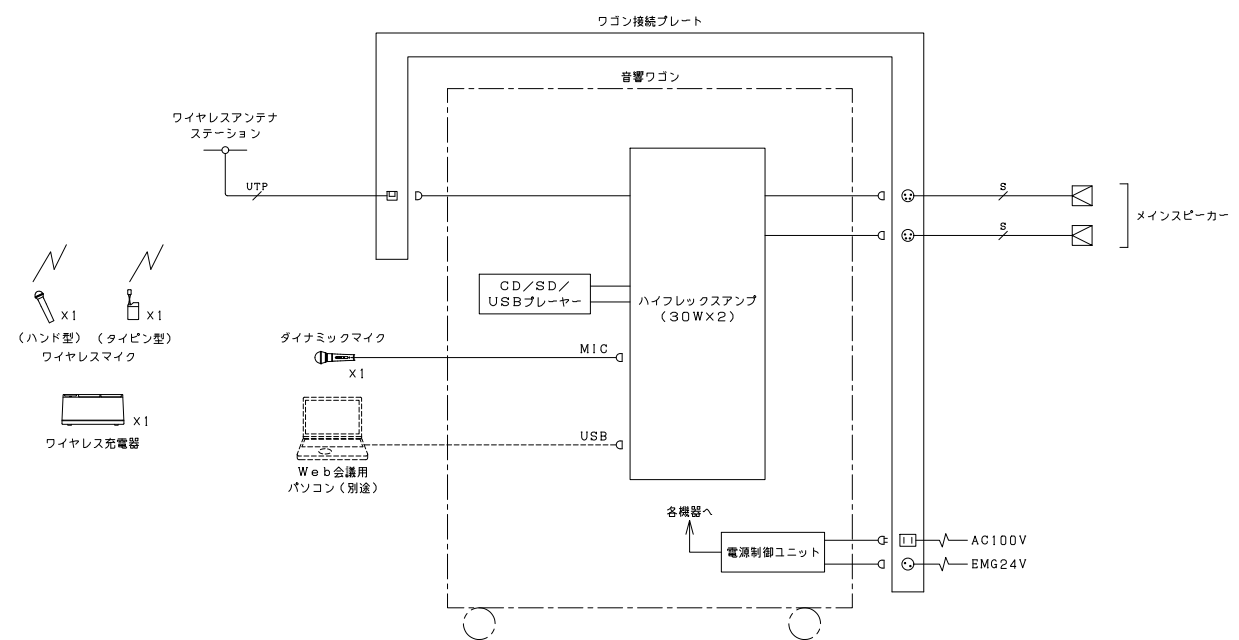 ワゴン接続プレート
音響ワゴン
ワイヤレスアンテナ
ステーション
UTP
S
S
メインスピーカー
CD/SD/
USBプレーヤー
ハイフレックスアンプ
(30W×2)
×1
×1
(ハンド型)
(タイピン型)
ワイヤレスマイク
ダイナミックマイク
×1
MIC
×1
ワイヤレス充電器
USB
Web会議用
パソコン(別途)
各機器へ
電源制御ユニット
AC100V
EMG24V